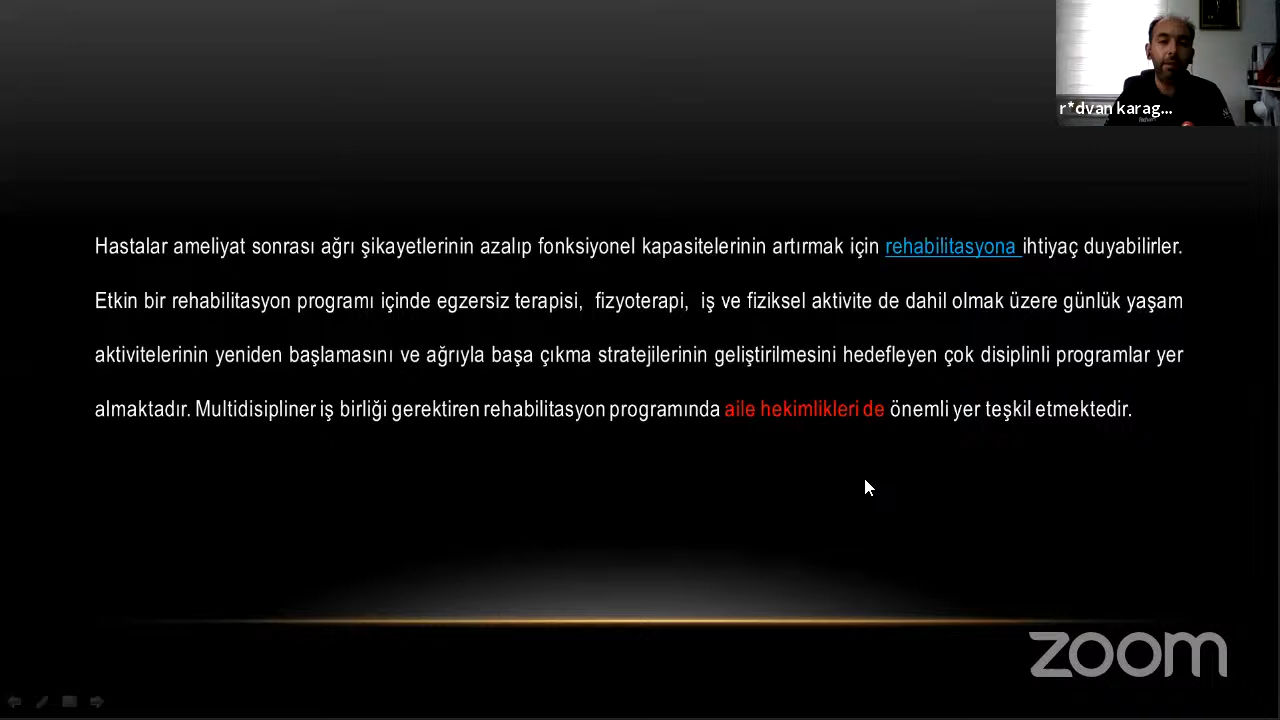 r*dvan karag...
Hastalar ameliyat sonrası ağrı şikayetlerinin azalıp fonksiyonel kapasitelerinin artırmak için rehabilitasyona ihtiyaç duyabilirler.
Etkin bir rehabilitasyon programı içinde egzersiz terapisi, fizyoterapi, iş ve fiziksel aktivite de dahil olmak üzere günlük yaşam
aktivitelerinin yeniden başlamasını ve ağrıyla başa çıkma stratejilerinin geliştirilmesini hedefleyen çok disiplinli programlar yer
almaktadır. Multidisipliner iş birliği gerektiren rehabilitasyon programında aile hekimlikleri de önemli yer teşkil etmektedir.
zoom